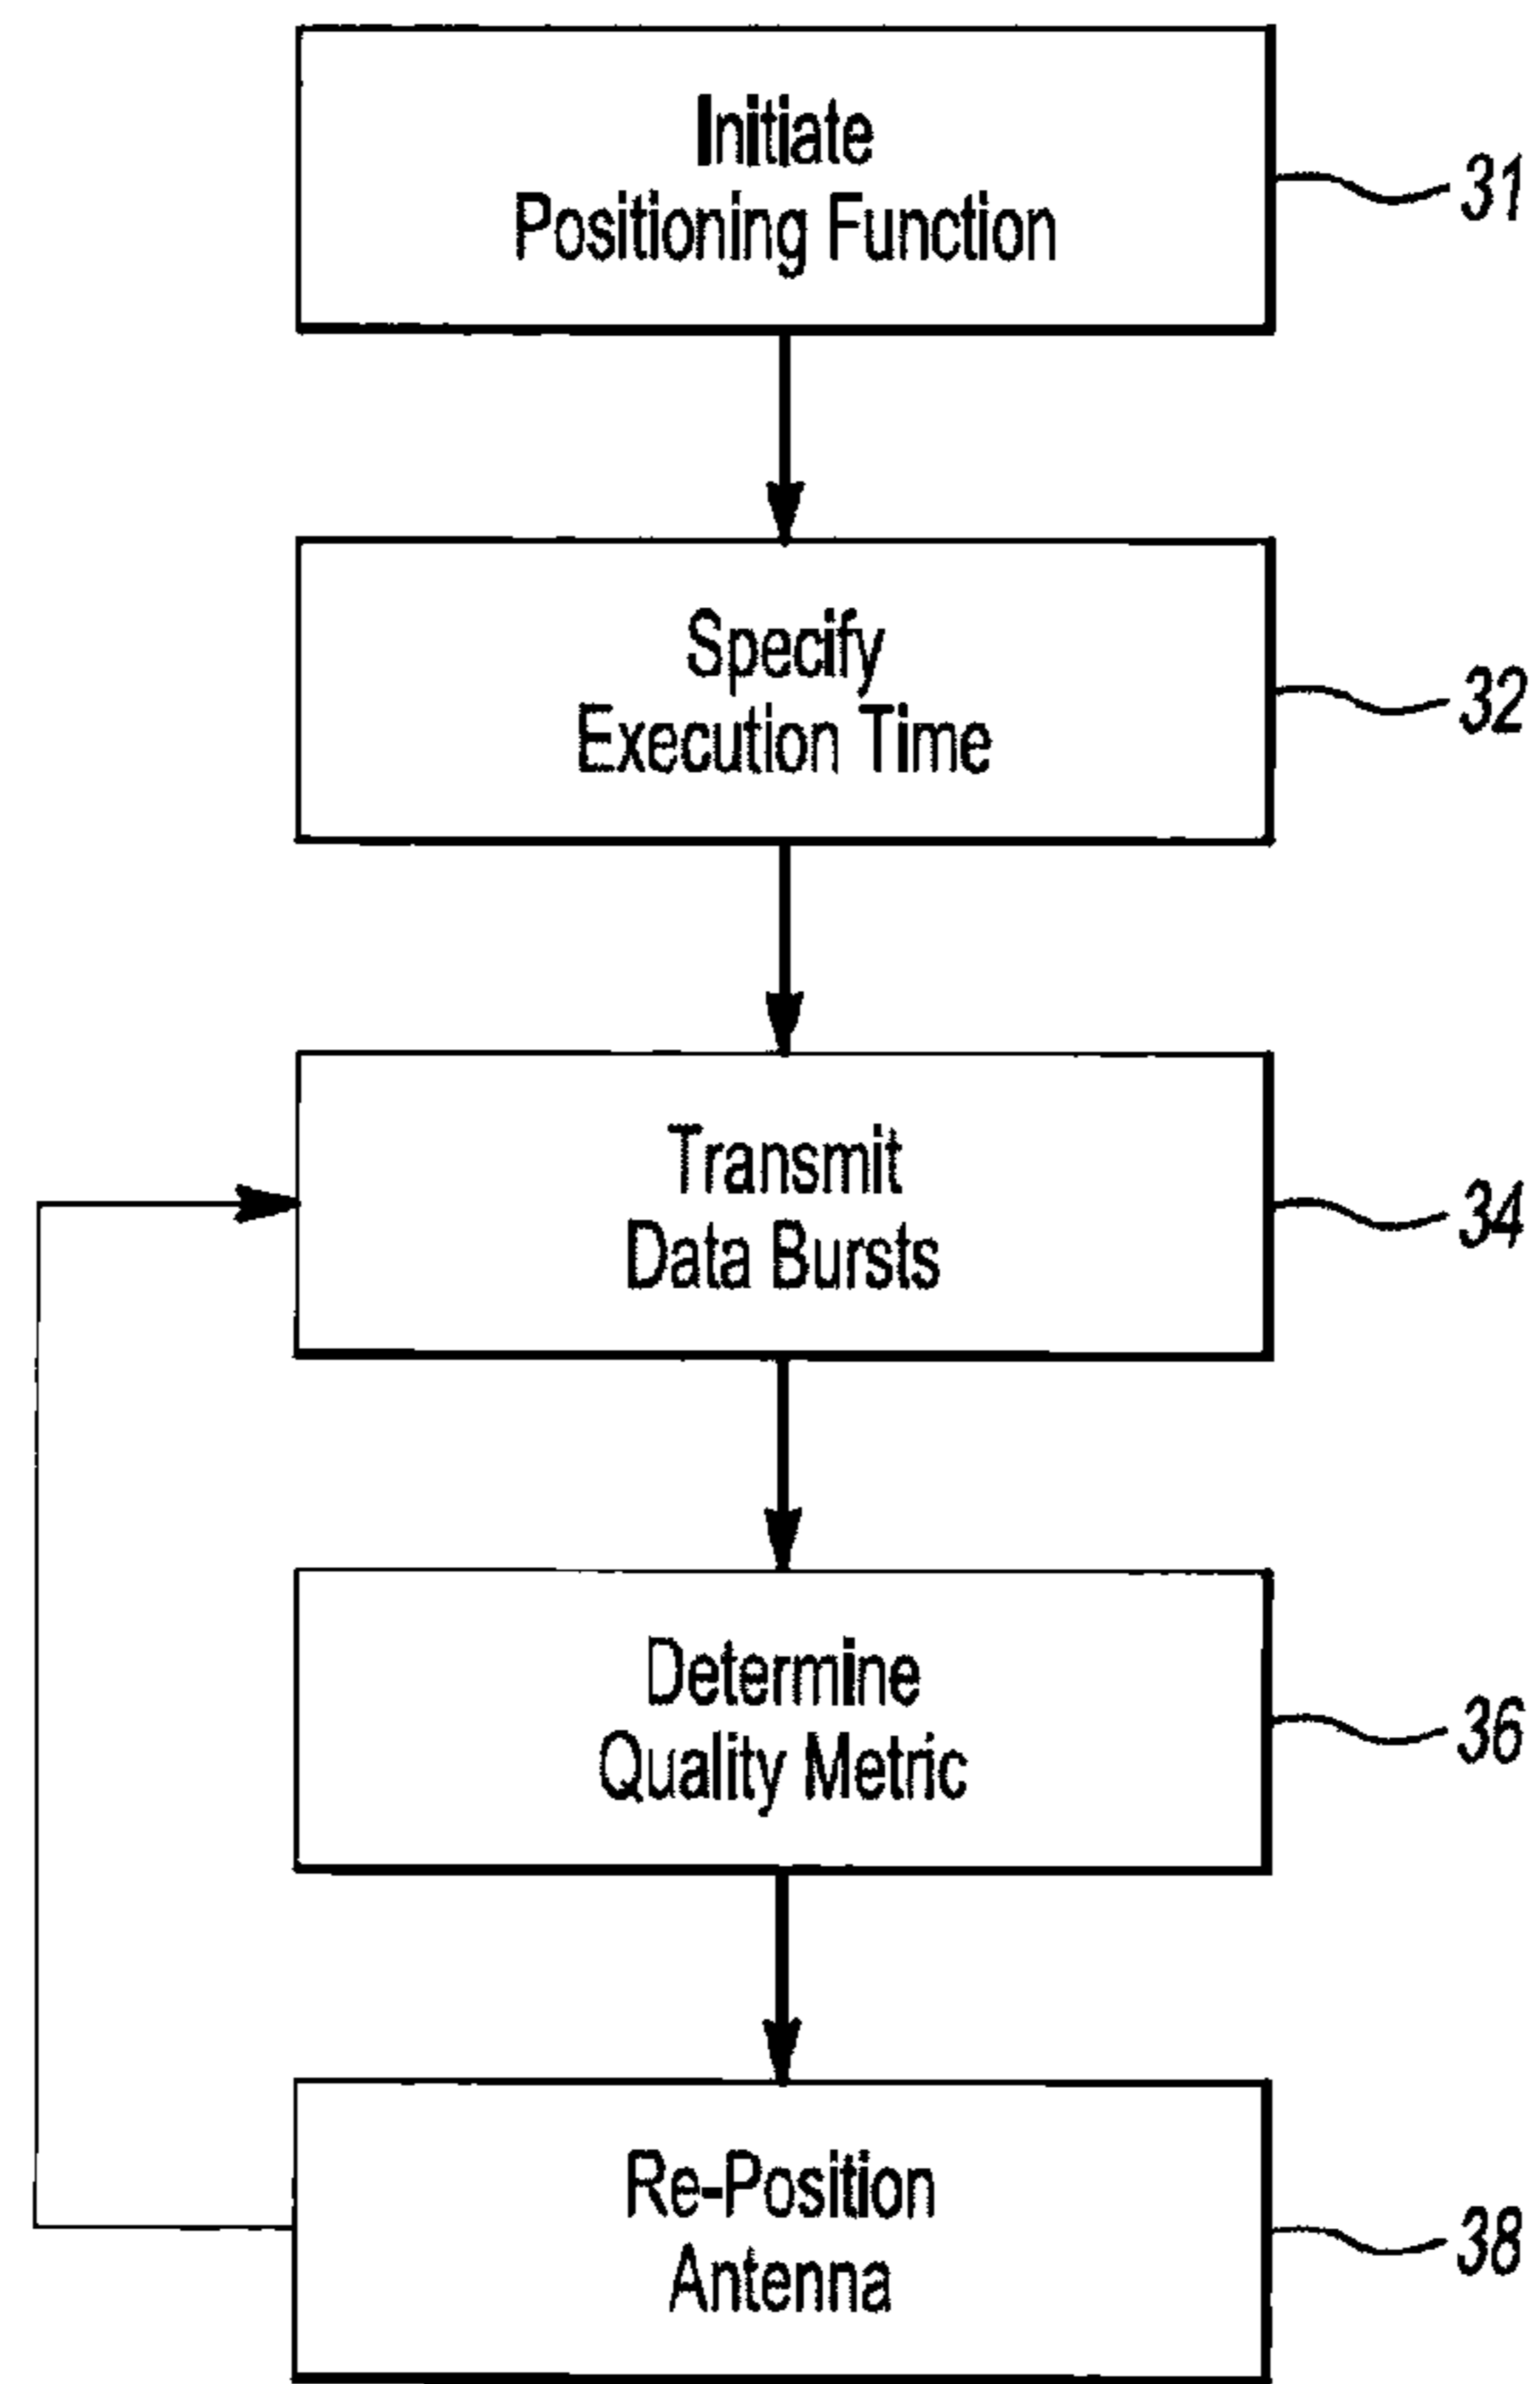 Initiate
Positioning Function
31
Specify
Execution Time
32
Transmit
Data Bursts
34
Determine
Quality Metric
36
Re-Position
Antenna
38